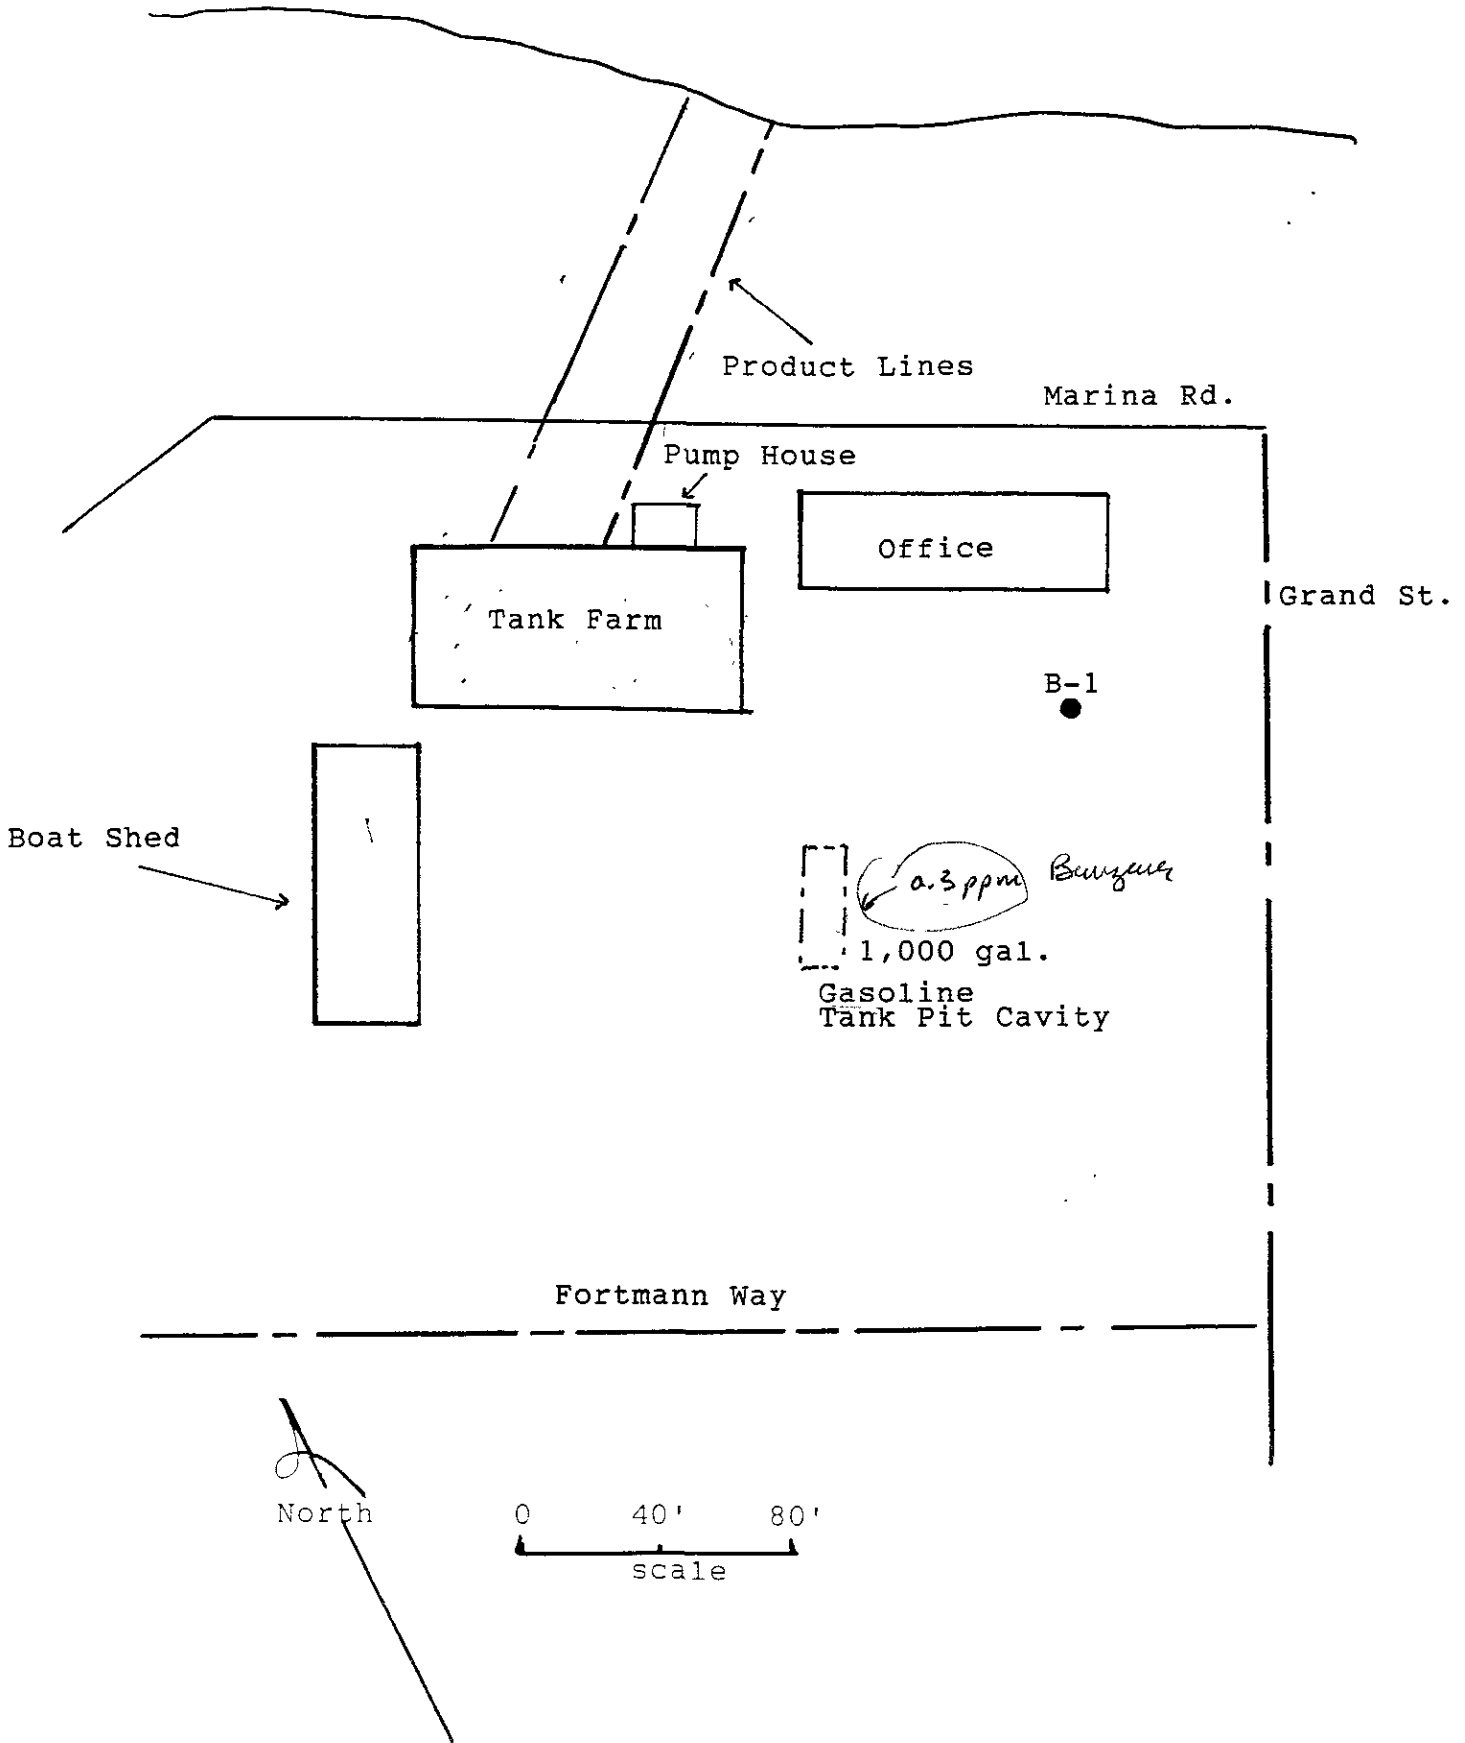 Product Lines
Marina Rd.
Pump House
Office
Grand St.
Tank Farm
B-1
Boat Shed
0.3 ppm
1,000 gal.
Gasoline
Tank Pit Cavity
Fortmann Way
North
0 40' 80'
scale